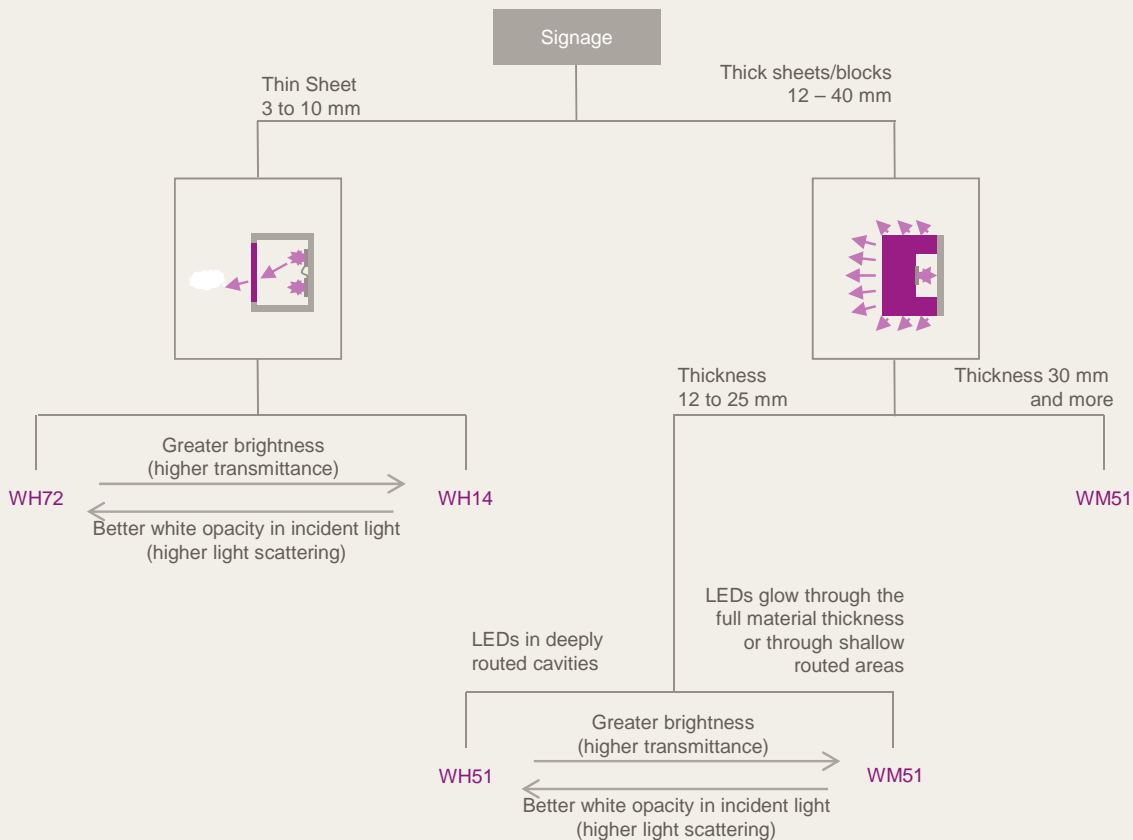 Signage
Thin Sheet
3 to 10 mm
Thick sheets/blocks
12 – 40 mm
Thickness
12 to 25 mm
Thickness 30 mm
and more
Greater brightness
(higher transmittance)
WH72
WH14
WM51
Better white opacity in incident light
(higher light scattering)
LEDs in deeply
routed cavities
LEDs glow through the
full material thickness
or through shallow
routed areas
Greater brightness
(higher transmittance)
WH51
WM51
Better white opacity in incident light
(higher light scattering)